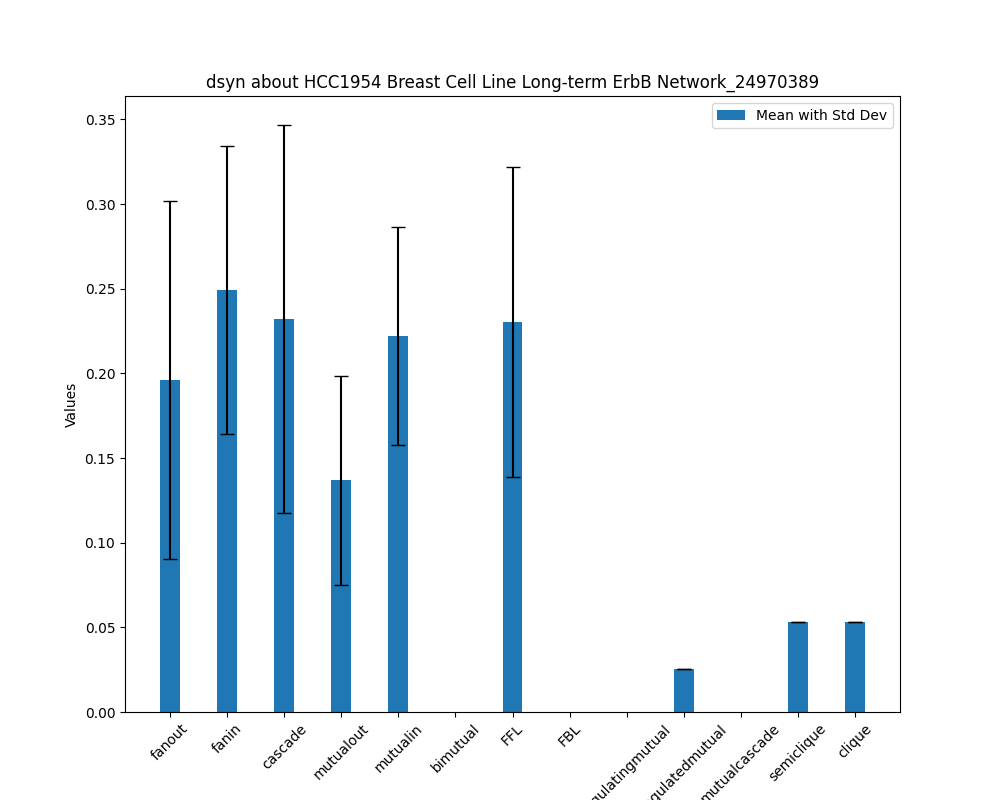 dsyn about HCC1954 Breast Cell Line Long-term ErbB Network_24970389
Mean with Std Dev
Values
0.35
0.30
0.25
0.20
0.15
0.10
0.05
0.00
fanout
fanin
cascade
mutualout
mutualin
bimutual
FFL
FBL
gulatingmutual
gulatedmutual
mutualcascade
semiclique
clique